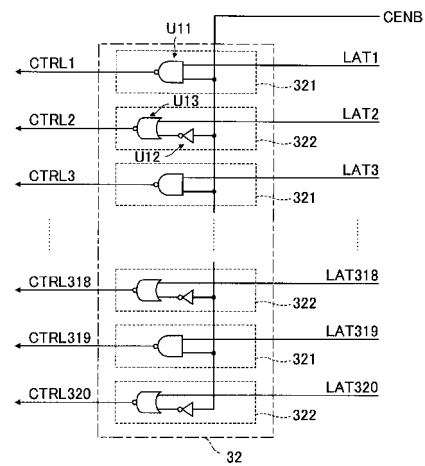 CENB
U11
CTRL1
LAT1
321
U13
CTRL2
LAT2
U12
322
CTRL3
LAT3
321
CTRL318
LAT318
322
CTRL319
LAT319
321
CTRL320
LAT320
322
32